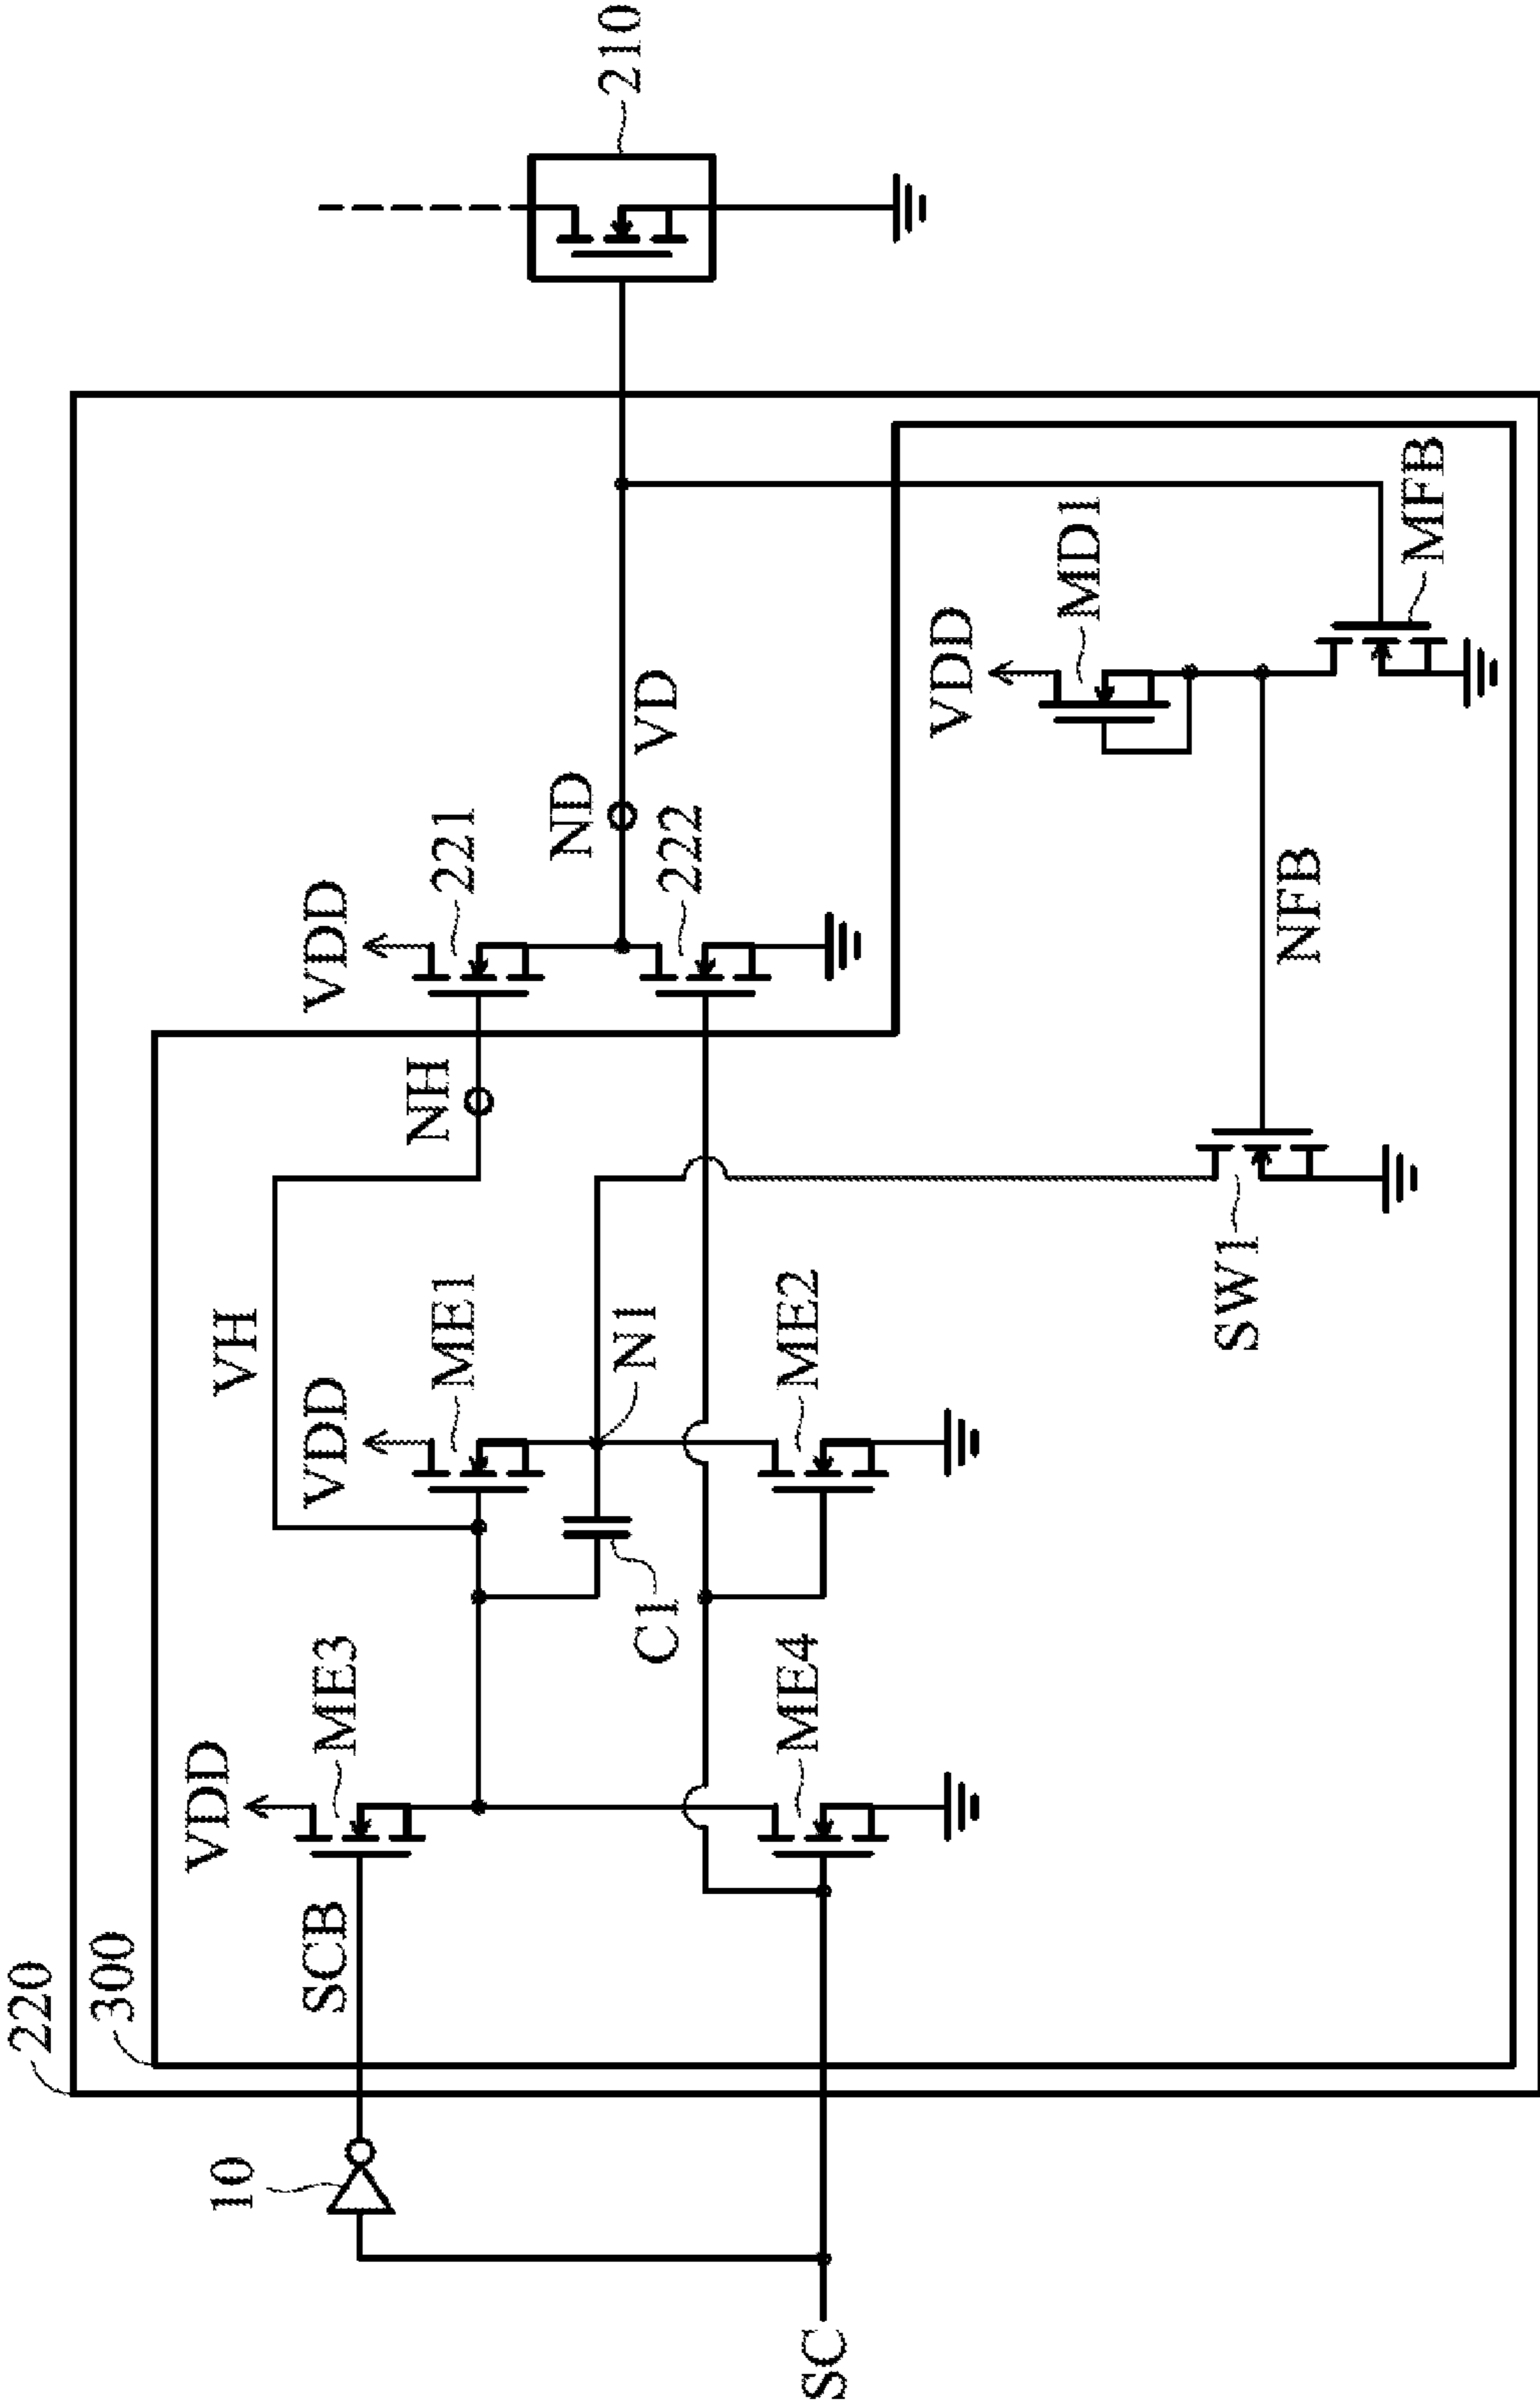 220
300
VDD
VH
NH
VDD
221
210
10
SCB
ME3
VDD
ME1
ND
VD
C1
N1
222
SC
ME4
ME2
VDD
MD1
SW1
NFB
MFB